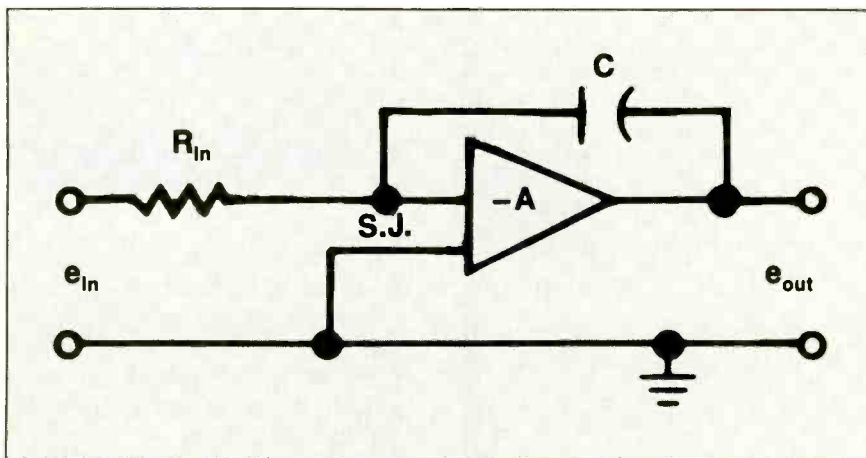 C
R_In
-A
S.J.
e_In
e_out